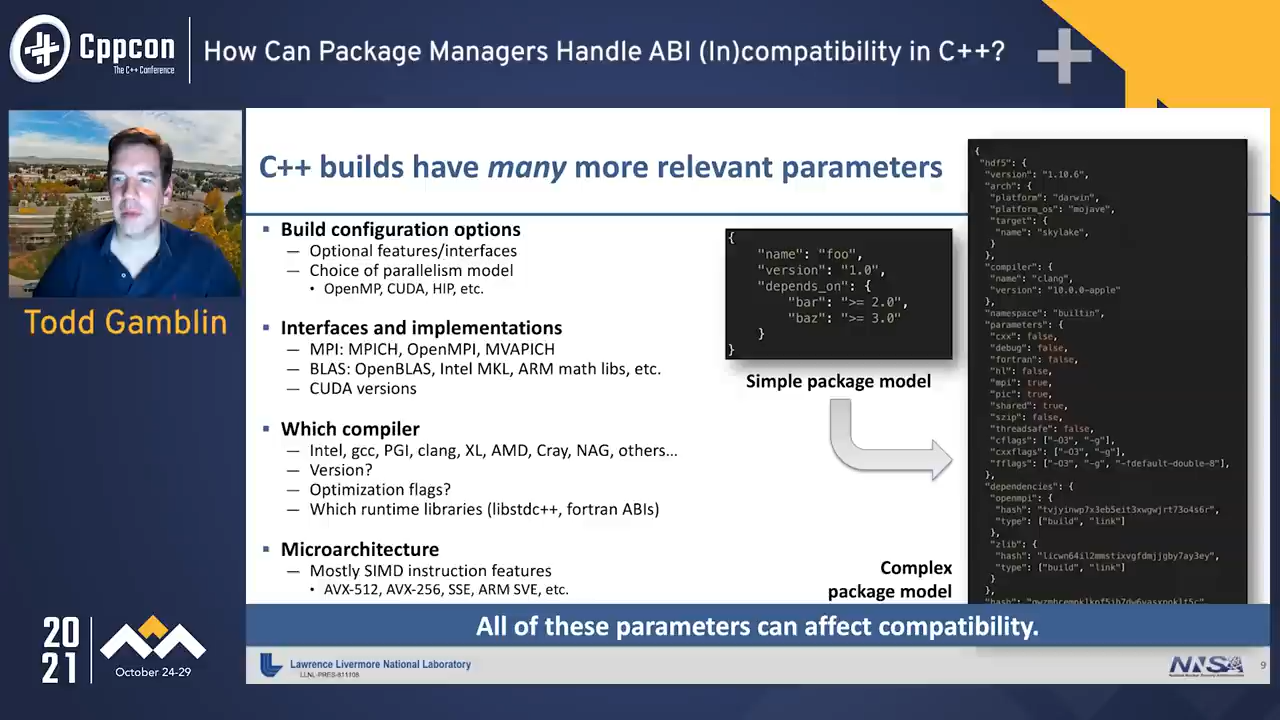 Cppcon
The C++ Conference
How Can Package Managers Handle ABI (In)compatibility in C++?
Todd Gamblin
20
21
October 24-29
C++ builds have many more relevant parameters
▪ Build configuration options
— Optional features/interfaces
— Choice of parallelism model
• OpenMP, CUDA, HIP, etc.
▪ Interfaces and implementations
— MPI: MPICH, OpenMPI, MVAPICH
— BLAS: OpenBLAS, Intel MKL, ARM math libs, etc.
— CUDA versions
▪ Which compiler
— Intel, gcc, PGI, clang, XL, AMD, Cray, NAG, others...
— Version?
— Optimization flags?
— Which runtime libraries (libstdc++, fortran ABIs)
▪ Microarchitecture
— Mostly SIMD instruction features
• AVX-512, AVX-256, SSE, ARM SVE, etc.
{
"name": "foo",
"version": "1.0",
"depends_on": {
"bar": ">= 2.0",
"baz": ">= 3.0"
}
}
Simple package model
Complex
package model
{
"hdf5": {
"version": "1.10.6",
"arch": {
"platform": "darwin",
"platform_os": "mojave",
"target": {
"name": "skylake",
}
},
"compiler": {
"name": "clang",
"version": "10.0.0-apple"
},
"namespace": "builtin",
"parameters": {
"cxx": false,
"debug": false,
"fortran": false,
"hl": false,
"mpi": true,
"pic": true,
"shared": true,
"szip": false,
"threadsafe": false,
"cflags": ["-O3", "-g"],
"cxxflags": ["-O3", "-g"],
"fflags": ["-O3", "-g", "-fdefault-double-8"],
},
"dependencies": {
"openmpi": {
"hash":
"type": ["build", "link"]
},
"zlib": {
"hash":
"type": ["build", "link"]
}
},
All of these parameters can affect compatibility.
Lawrence Livermore National Laboratory
LLNL-PRES-811108
NNSA
National Nuclear Security Administration
9